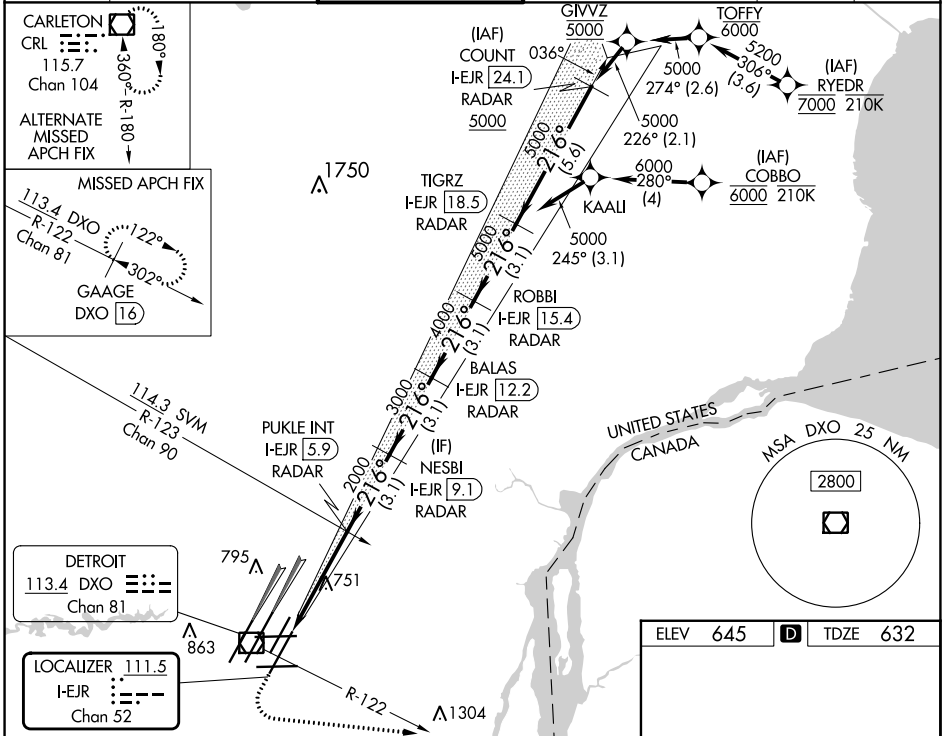 CARLETON
CRL
115.7
Chan 104
180°
360°
R-180
ALTERNATE
MISSED
APCH FIX
MISSED APCH FIX
113.4 DXO
R-122
Chan 81
122°
302°
GAAGE
DXO 16
1750
GIVVZ
5000
TOFFY
6000
(IAF)
COUNT
I-EJR 24.1
RADAR
5000
036°
5000
274° (2.6)
5200
306°
(3.6)
(IAF)
RYEDR
7000 210K
5000
226° (2.1)
5000
216°
(5.6)
6000
280°
(4)
(IAF)
COBBO
6000 210K
KAALI
TIGRZ
I-EJR 18.5
RADAR
5000
245° (3.1)
5000
216°
(3.1)
ROBBI
I-EJR 15.4
RADAR
4000
216°
(3.1)
BALAS
I-EJR 12.2
RADAR
3000
216°
(3.1)
(IF)
NESBI
I-EJR 9.1
RADAR
2000
216°
(3.1)
PUKLE INT
I-EJR 5.9
RADAR
114.3 SVM
R-123
Chan 90
UNITED STATES
CANADA
MSA DXO 25 NM
2800
DETROIT
113.4 DXO
Chan 81
795
751
863
LOCALIZER 111.5
I-EJR
Chan 52
R-122
1304
ELEV 645 D TDZE 632